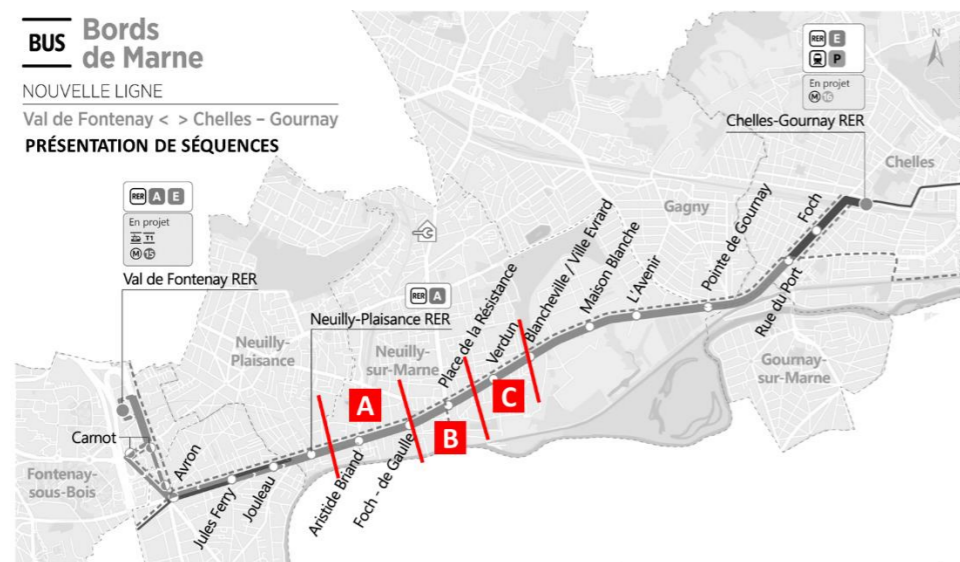 BUS Bords
de Marne
NOUVELLE LIGNE
Val de Fontenay < > Chelles – Gournay
PRÉSENTATION DE SÉQUENCES
RER E
P
En projet
M 16
Chelles-Gournay RER
N
Chelles
Gagny
Foch
Pointe de Gournay
RER A E
En projet
T1
M 15
Val de Fontenay RER
RER A
Neuilly-Plaisance RER
Place de la Résistance
Verdun
Blancheville / Ville Evrard
Maison Blanche
L'Avenir
Rue du Port
Neuilly-
Plaisance
Neuilly-
sur-Marne
Gournay-
sur-Marne
A
B
C
Carnot
Avron
Fontenay-
sous-Bois
Jules Ferry
Jouleau
Aristide Briand
Foch - de Gaulle